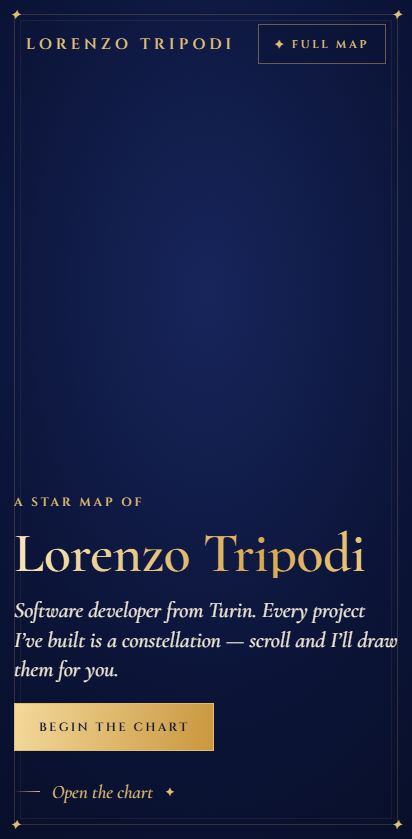 LORENZO TRIPODI
✦ FULL MAP
A STAR MAP OF
Lorenzo Tripodi
Software developer from Turin. Every project
I’ve built is a constellation — scroll and I’ll draw
them for you.
BEGIN THE CHART
Open the chart ✦